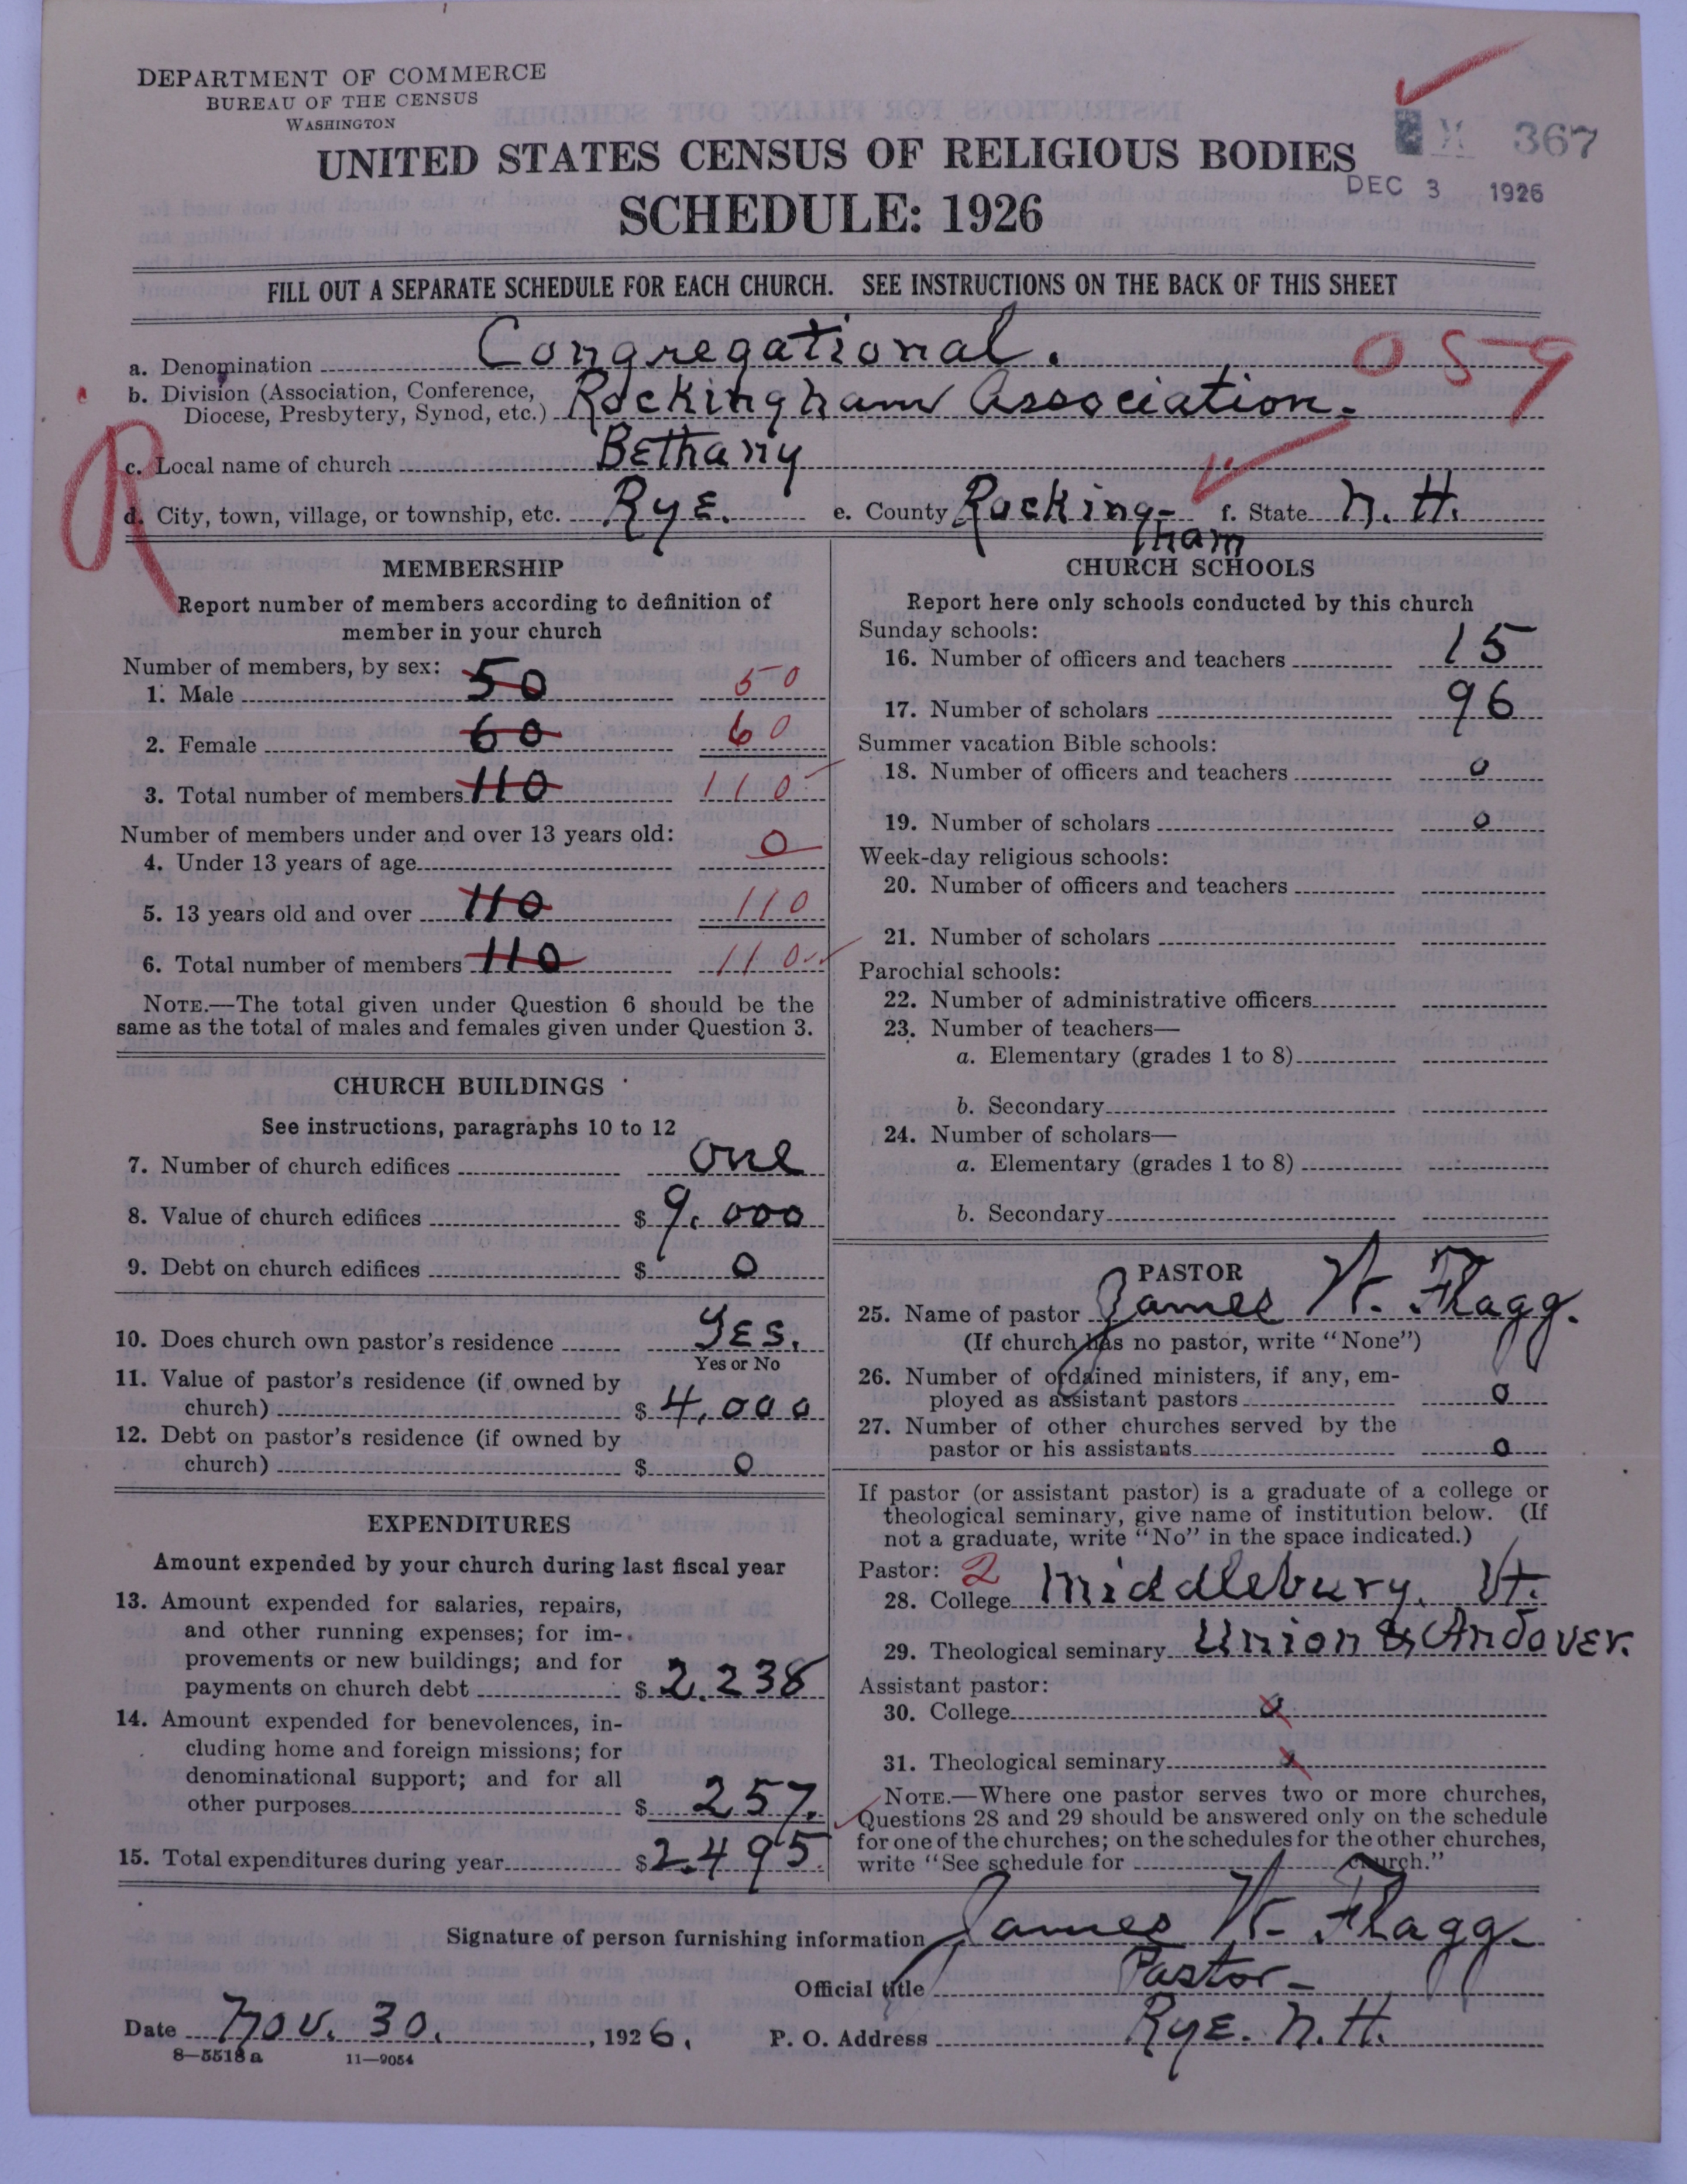 DEPARTMENT OF COMMERCE
BUREAU OF THE CENSUS
WASHINGTON
UNITED STATES CENSUS OF RELIGIOUS BODIES
367
DEC 3 1926
SCHEDULE: 1926
FILL OUT A SEPARATE SCHEDULE FOR EACH CHURCH. SEE INSTRUCTIONS ON THE BACK OF THIS SHEET
a. Denomination Congregational. 059
b. Division (Association, Conference,
Diocese, Presbytery, Synod, etc.) Rockingham Association.
R
c. Local name of church Bethany
d. City, town, village, or township, etc. Rye. e. County Rocking- f. State N. H.
ham
MEMBERSHIP
Report number of members according to definition of
member in your church
Number of members, by sex:
1. Male 50 50
2. Female 60 60
3. Total number of members 110 110
Number of members under and over 13 years old:
4. Under 13 years of age 0
5. 13 years old and over 110 110
6. Total number of members 110 110
NOTE.—The total given under Question 6 should be the
same as the total of males and females given under Question 3.
CHURCH BUILDINGS
See instructions, paragraphs 10 to 12
7. Number of church edifices one
8. Value of church edifices $ 9.000
9. Debt on church edifices $ 0
10. Does church own pastor's residence Yes.
Yes or No
11. Value of pastor's residence (if owned by
church) $ 4,000
12. Debt on pastor's residence (if owned by
church) $ 0
EXPENDITURES
Amount expended by your church during last fiscal year
13. Amount expended for salaries, repairs,
and other running expenses; for im-
provements or new buildings; and for
payments on church debt $ 2.238
14. Amount expended for benevolences, in-
cluding home and foreign missions; for
denominational support; and for all
other purposes $ 257.
15. Total expenditures during year $ 2.495
CHURCH SCHOOLS
Report here only schools conducted by this church
Sunday schools:
16. Number of officers and teachers 15
17. Number of scholars 96
Summer vacation Bible schools:
18. Number of officers and teachers 0
19. Number of scholars 0
Week-day religious schools:
20. Number of officers and teachers
21. Number of scholars
Parochial schools:
22. Number of administrative officers
23. Number of teachers—
a. Elementary (grades 1 to 8)
b. Secondary
24. Number of scholars—
a. Elementary (grades 1 to 8)
b. Secondary
PASTOR
25. Name of pastor James W. Flagg.
(If church has no pastor, write "None")
26. Number of ordained ministers, if any, em-
ployed as assistant pastors 0
27. Number of other churches served by the
pastor or his assistants 0
If pastor (or assistant pastor) is a graduate of a college or
theological seminary, give name of institution below. (If
not a graduate, write "No" in the space indicated.)
Pastor: 2
28. College Middlebury, Vt.
29. Theological seminary Union & Andover.
Assistant pastor:
30. College 0
31. Theological seminary 0
NOTE.—Where one pastor serves two or more churches,
Questions 28 and 29 should be answered only on the schedule
for one of the churches; on the schedules for the other churches,
write "See schedule for church."
Signature of person furnishing information James W. Flagg.
Official title Pastor
Date Nov. 30. , 1926. P. O. Address Rye. N. H.
8—5518 a 11—9054